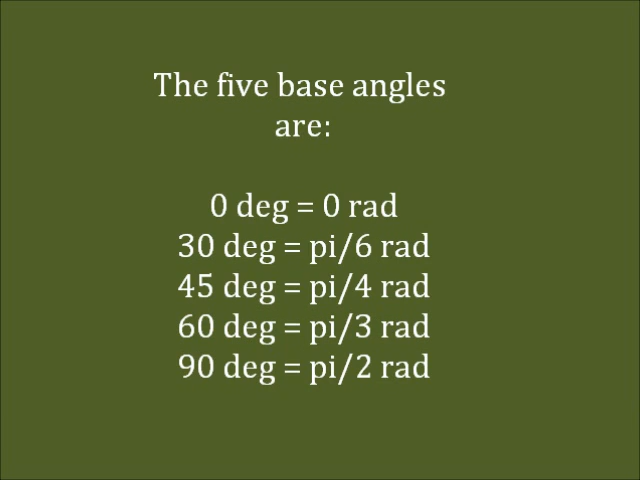 The five base angles
are:
0 deg = 0 rad
30 deg = pi/6 rad
45 deg = pi/4 rad
60 deg = pi/3 rad
90 deg = pi/2 rad